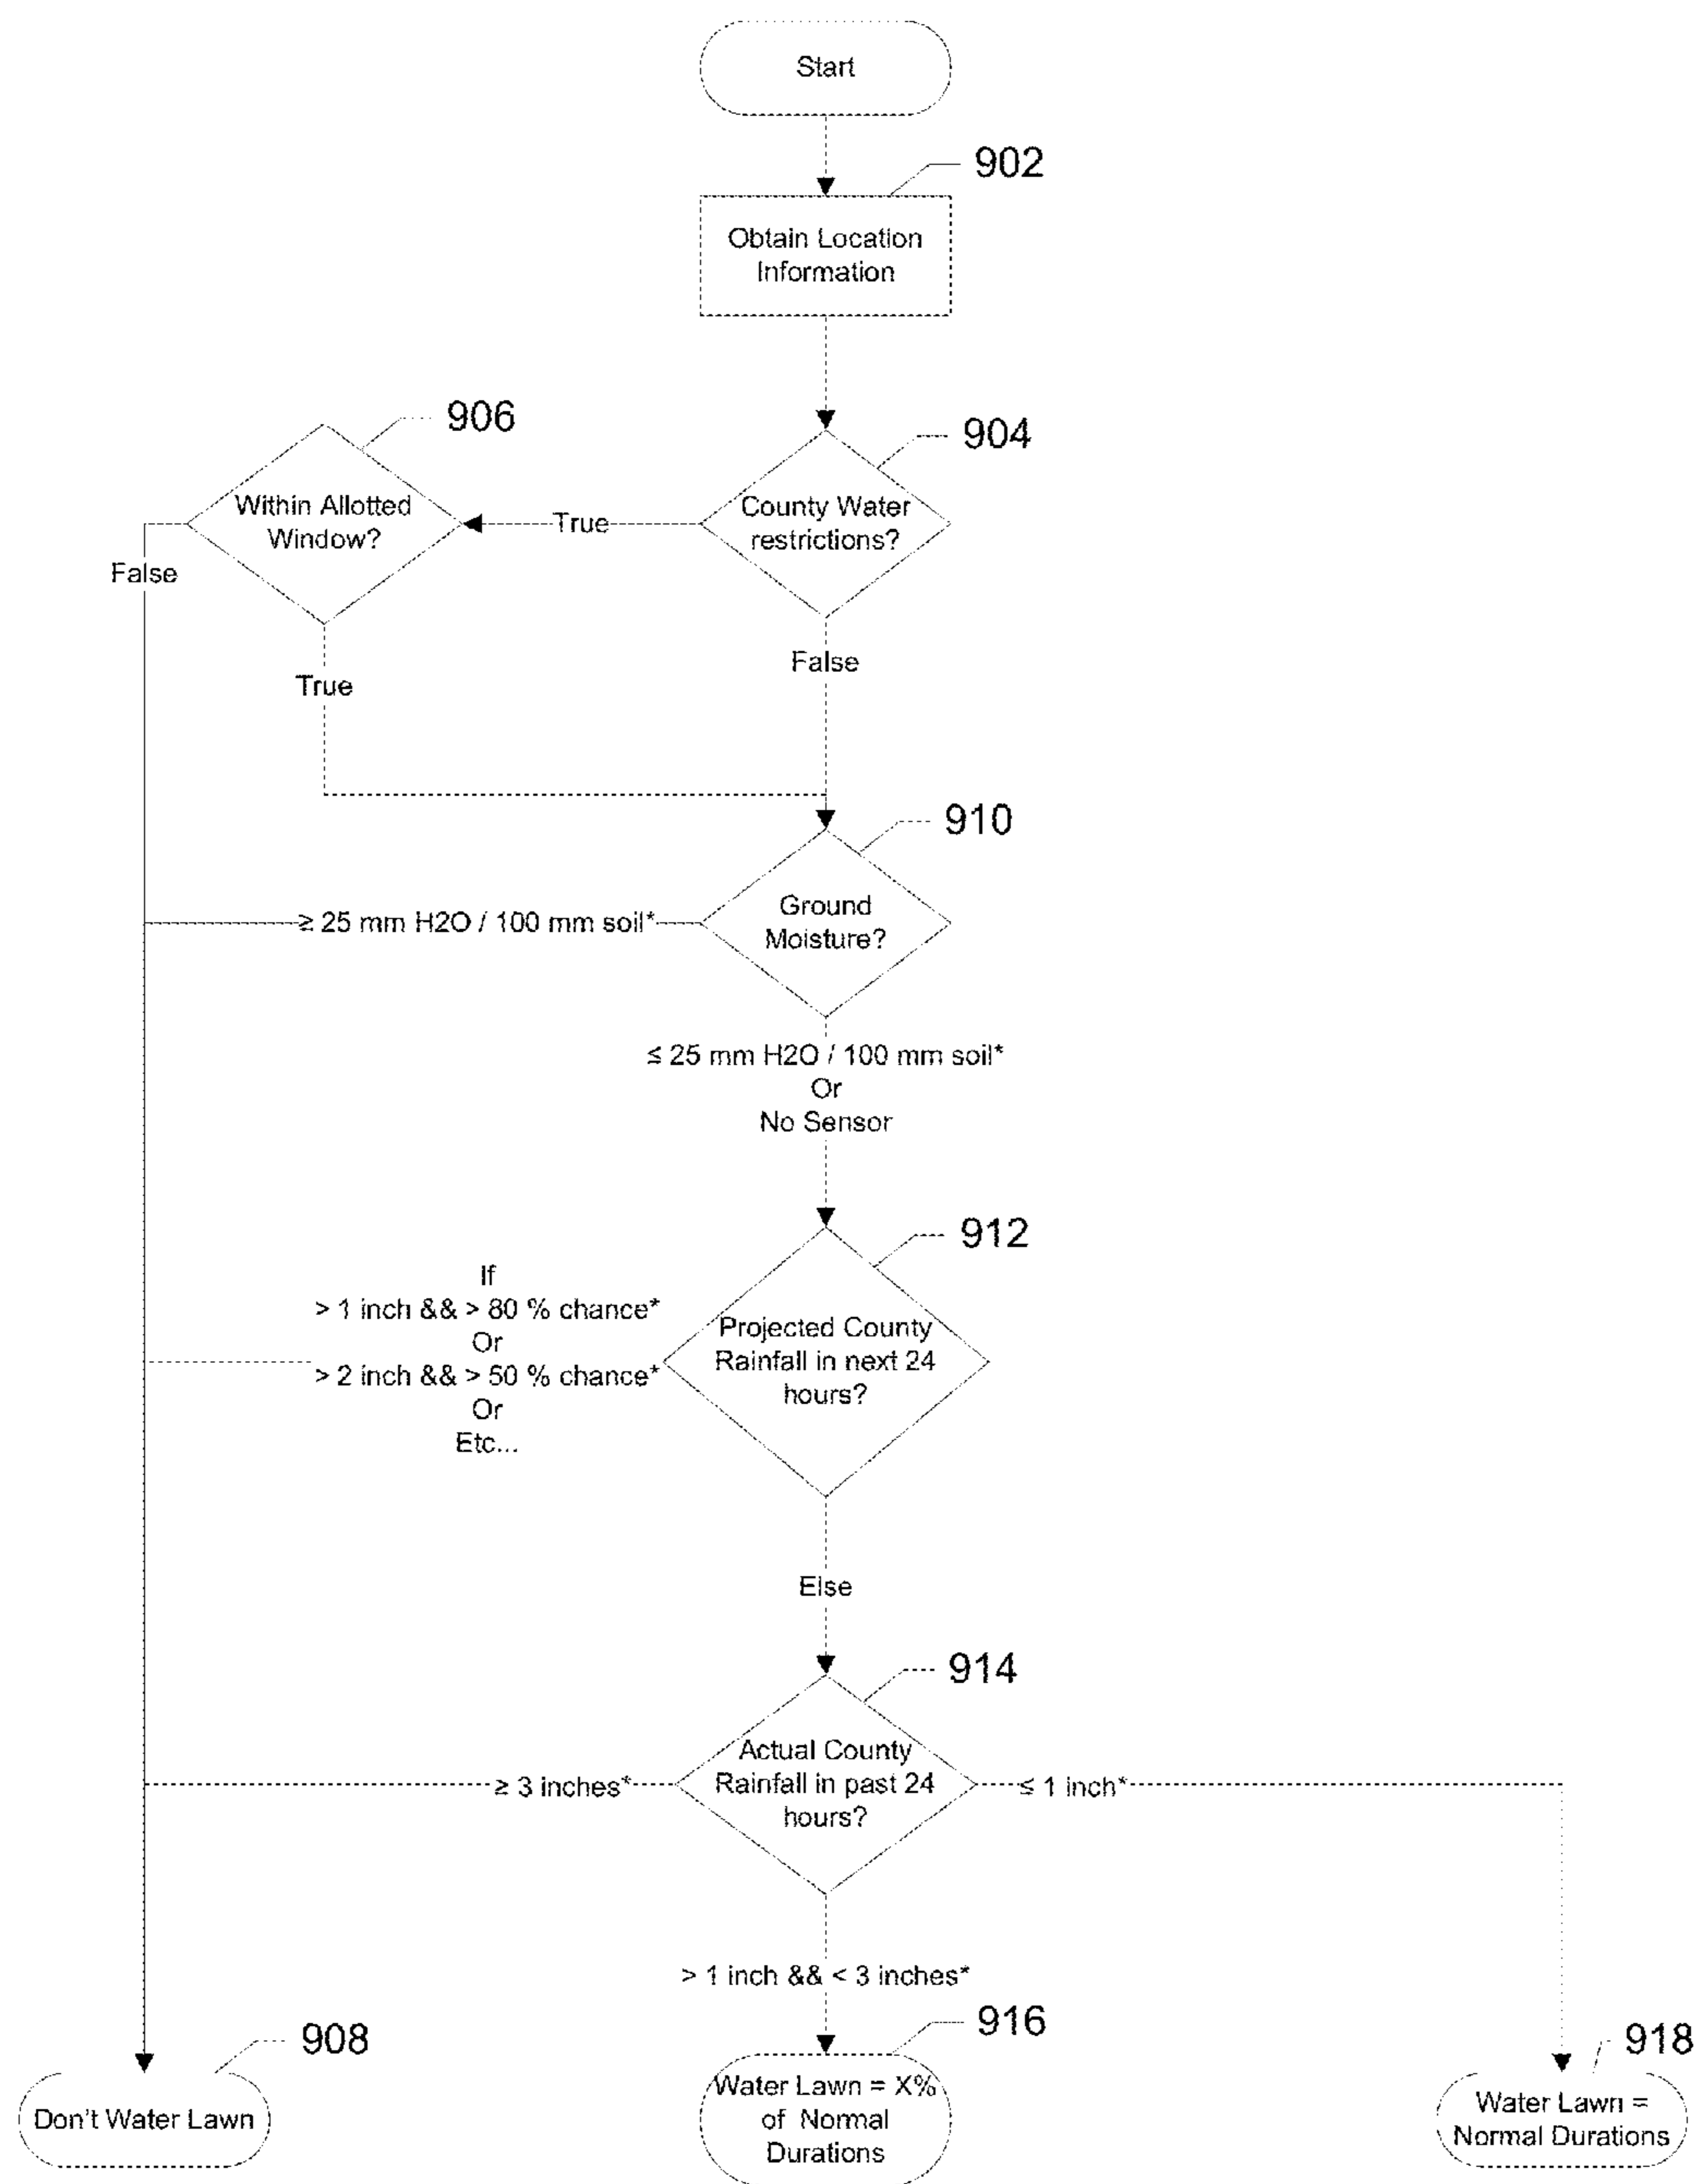 Start
902
Obtain Location
Information
906
904
Within Allotted
Window?
True
County Water
restrictions?
False
False
True
910
Ground
Moisture?
≥ 25 mm H2O / 100 mm soil*
≤ 25 mm H2O / 100 mm soil*
Or
No Sensor
912
If
> 1 inch && > 80 % chance*
Or
> 2 inch && > 50 % chance*
Or
Etc...
Projected County
Rainfall in next 24
hours?
Else
914
Actual County
Rainfall in past 24
hours?
≥ 3 inches*
≤ 1 inch*
> 1 inch && < 3 inches*
908
916
918
Don't Water Lawn
Water Lawn = X%
of Normal
Durations
Water Lawn =
Normal Durations